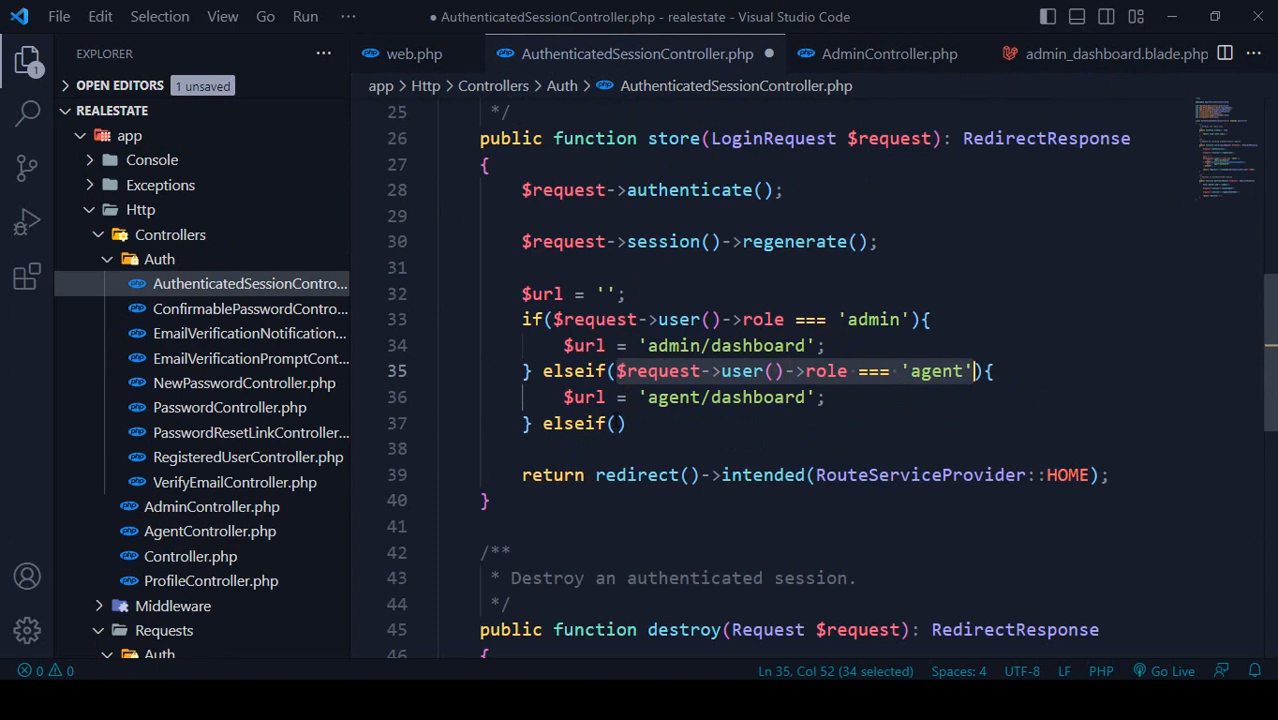 File Edit Selection View Go Run ··· ● AuthenticatedSessionController.php - realestate - Visual Studio Code
EXPLORER ···
web.php AuthenticatedSessionController.php ● AdminController.php admin_dashboard.blade.php ···
OPEN EDITORS 1 unsaved
app > Http > Controllers > Auth > AuthenticatedSessionController.php
REALESTATE
app
Console
Exceptions
Http
Controllers
Auth
AuthenticatedSessionContro...
ConfirmablePasswordContro...
EmailVerificationNotification...
EmailVerificationPromptCont...
NewPasswordController.php
PasswordController.php
PasswordResetLinkController...
RegisteredUserController.php
VerifyEmailController.php
AdminController.php
AgentController.php
Controller.php
ProfileController.php
Middleware
Requests
Auth
1
25 */
26 public function store(LoginRequest $request): RedirectResponse
27 {
28 $request->authenticate();
29
30 $request->session()->regenerate();
31
32 $url = '';
33 if($request->user()->role === 'admin'){
34 $url = 'admin/dashboard';
35 } elseif($request->user()->role === 'agent'){
36 $url = 'agent/dashboard';
37 } elseif()
38
39 return redirect()->intended(RouteServiceProvider::HOME);
40 }
41
42 /**
43 * Destroy an authenticated session.
44 */
45 public function destroy(Request $request): RedirectResponse
46 {
0 0 Ln 35, Col 52 (34 selected) Spaces: 4 UTF-8 LF PHP Go Live